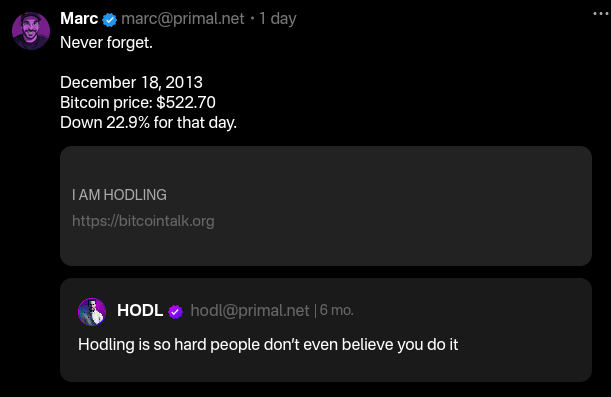 Marc marc@primal.net • 1 day
Never forget.
December 18, 2013
Bitcoin price: $522.70
Down 22.9% for that day.
I AM HODLING
https://bitcointalk.org
HODL hodl@primal.net | 6 mo.
Hodling is so hard people don’t even believe you do it